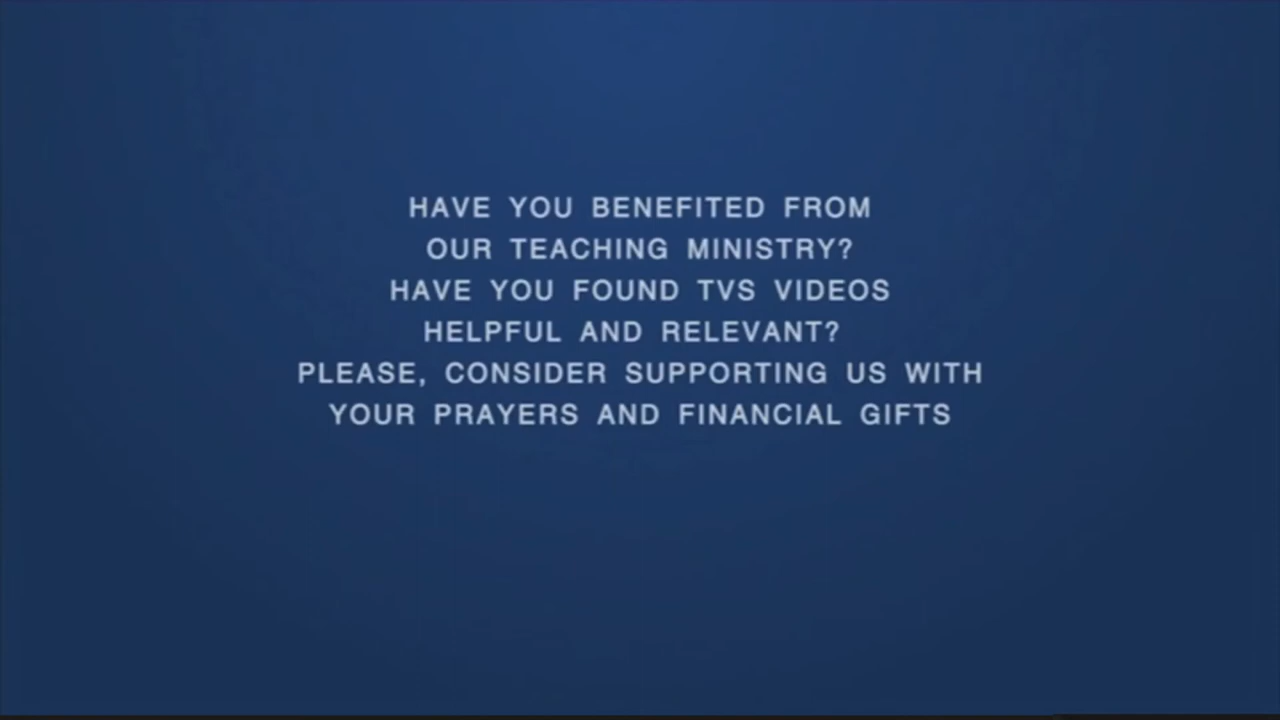 HAVE YOU BENEFITED FROM
OUR TEACHING MINISTRY?
HAVE YOU FOUND TVS VIDEOS
HELPFUL AND RELEVANT?
PLEASE, CONSIDER SUPPORTING US WITH
YOUR PRAYERS AND FINANCIAL GIFTS